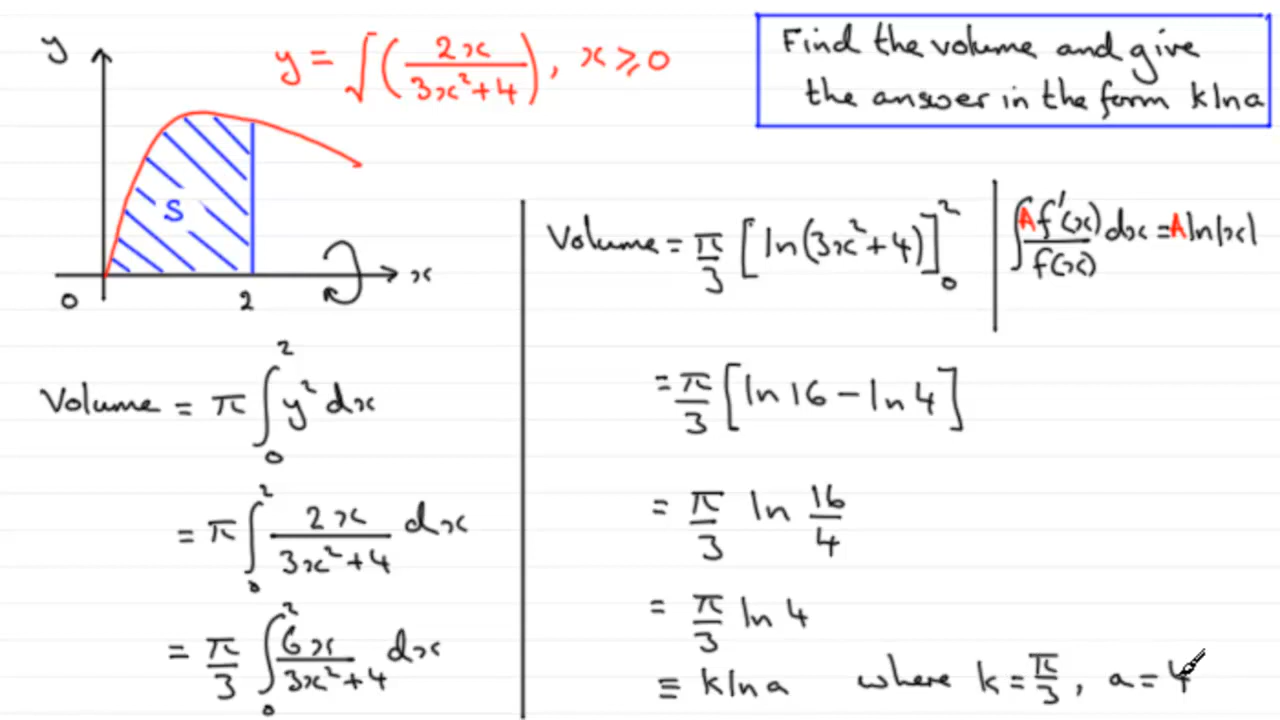 y
y = √(2x/(3x²+4)), x ≥ 0
Find the volume and give
the answer in the form k ln a
S
0
2
x
Volume = π ∫₀² y² dx
= π ∫₀² 2x/(3x²+4) dx
= π/3 ∫₀² 6x/(3x²+4) dx
Volume = π/3 [ln(3x²+4)]₀²
∫ A f'(x)/f(x) dx = A ln|x|
= π/3 [ln 16 − ln 4]
= π/3 ln 16/4
= π/3 ln 4
≡ k ln a where k = π/3, a = 4